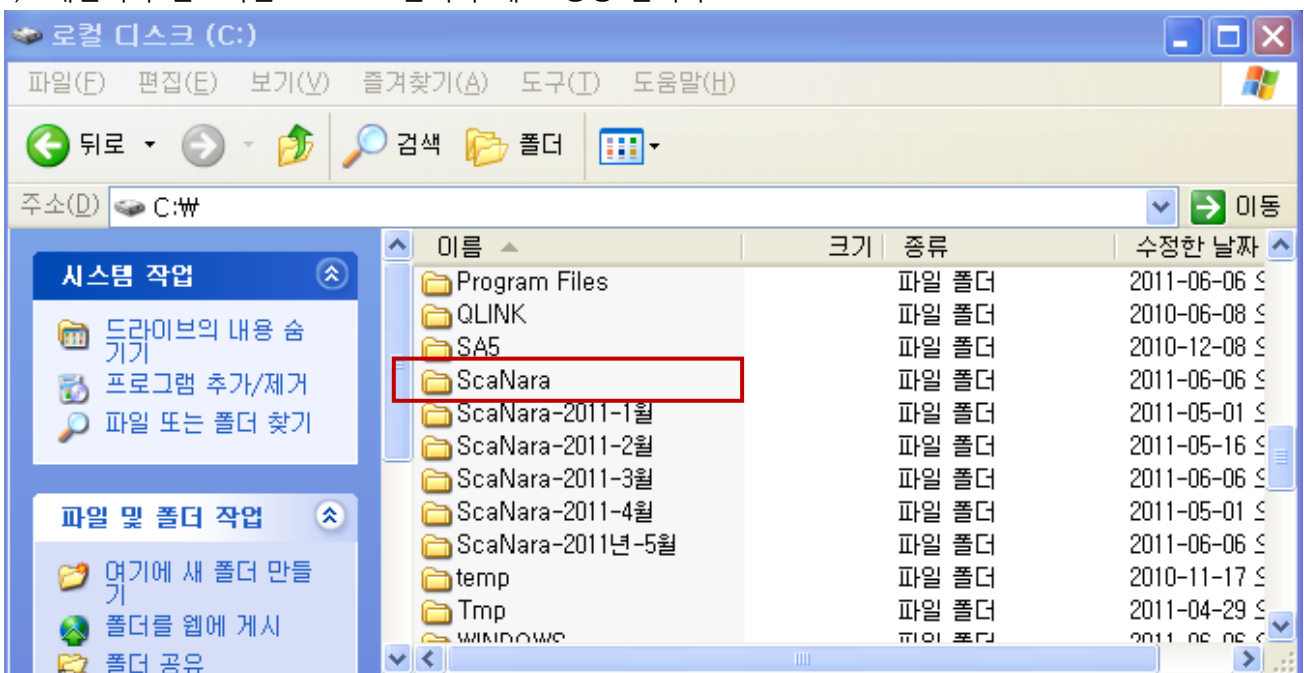 로컬 디스크 (C:)
파일(F) 편집(E) 보기(V) 즐겨찾기(A) 도구(T) 도움말(H)
뒤로 검색 폴더
주소(D) C:₩ 이동
시스템 작업
드라이브의 내용 숨
기기
프로그램 추가/제거
파일 또는 폴더 찾기
파일 및 폴더 작업
여기에 새 폴더 만들
기
폴더를 웹에 게시
폴더 공유
이름 크기 종류 수정한 날짜
Program Files 파일 폴더 2011-06-06
QLINK 파일 폴더 2010-06-08
SA5 파일 폴더 2010-12-08
ScaNara 파일 폴더 2011-06-06
ScaNara-2011-1월 파일 폴더 2011-05-01
ScaNara-2011-2월 파일 폴더 2011-05-16
ScaNara-2011-3월 파일 폴더 2011-06-06
ScaNara-2011-4월 파일 폴더 2011-05-01
ScaNara-2011년-5월 파일 폴더 2011-06-06
temp 파일 폴더 2010-11-17
Tmp 파일 폴더 2011-04-29
WINDOWS 파일 폴더 2011-06-06